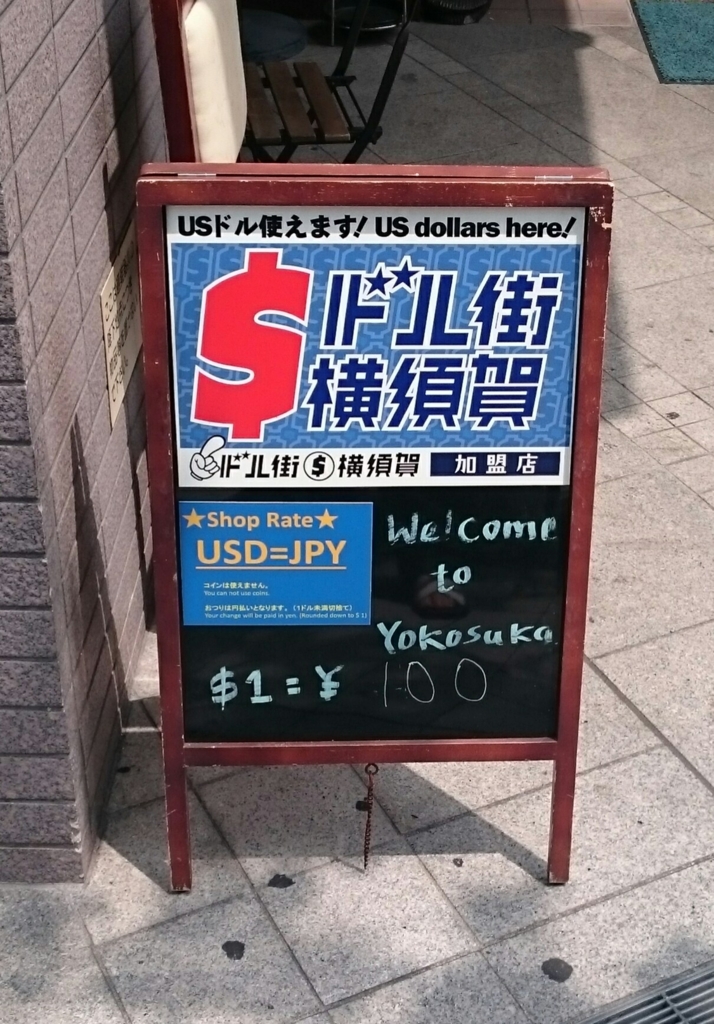 USドル使えます! US dollars here!
$ドル街
横須賀
ドル街$横須賀 加盟店
★Shop Rate★
USD=JPY
コインは使えません。
You can not use coins.
おつりは円払いとなります。(1ドル未満切捨て)
Your change will be paid in yen. (Rounded down to $ 1)
Welcome
to
Yokosuka
$1=¥ 100